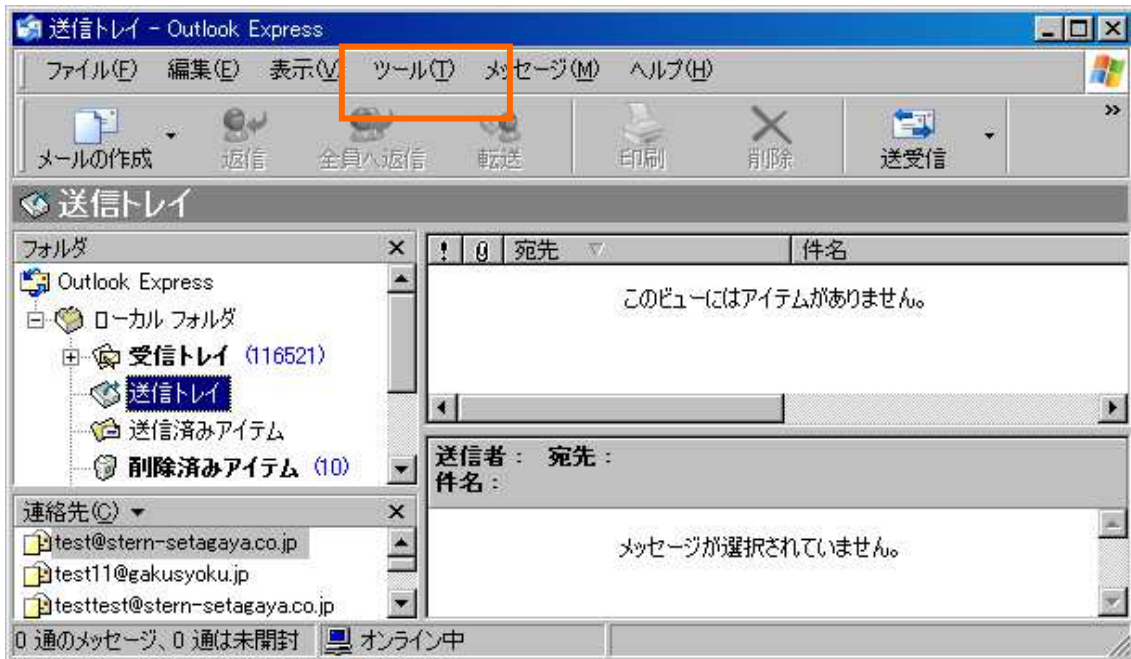 送信トレイ - Outlook Express
ファイル(F) 編集(E) 表示(V) ツール(T) メッセージ(M) ヘルプ(H)
メールの作成 返信 全員へ返信 転送 印刷 削除 送受信 »
送信トレイ
フォルダ ×
! 宛先 件名
Outlook Express
このビューにはアイテムがありません。
ローカル フォルダ
受信トレイ (116521)
送信トレイ
送信済みアイテム
削除済みアイテム (10)
送信者: 宛先:
件名:
連絡先(C) ×
test@stern-setagaya.co.jp
メッセージが選択されていません。
test11@gakusyoku.jp
testtest@stern-setagaya.co.jp
0 通のメッセージ、0 通は未開封 オンライン中